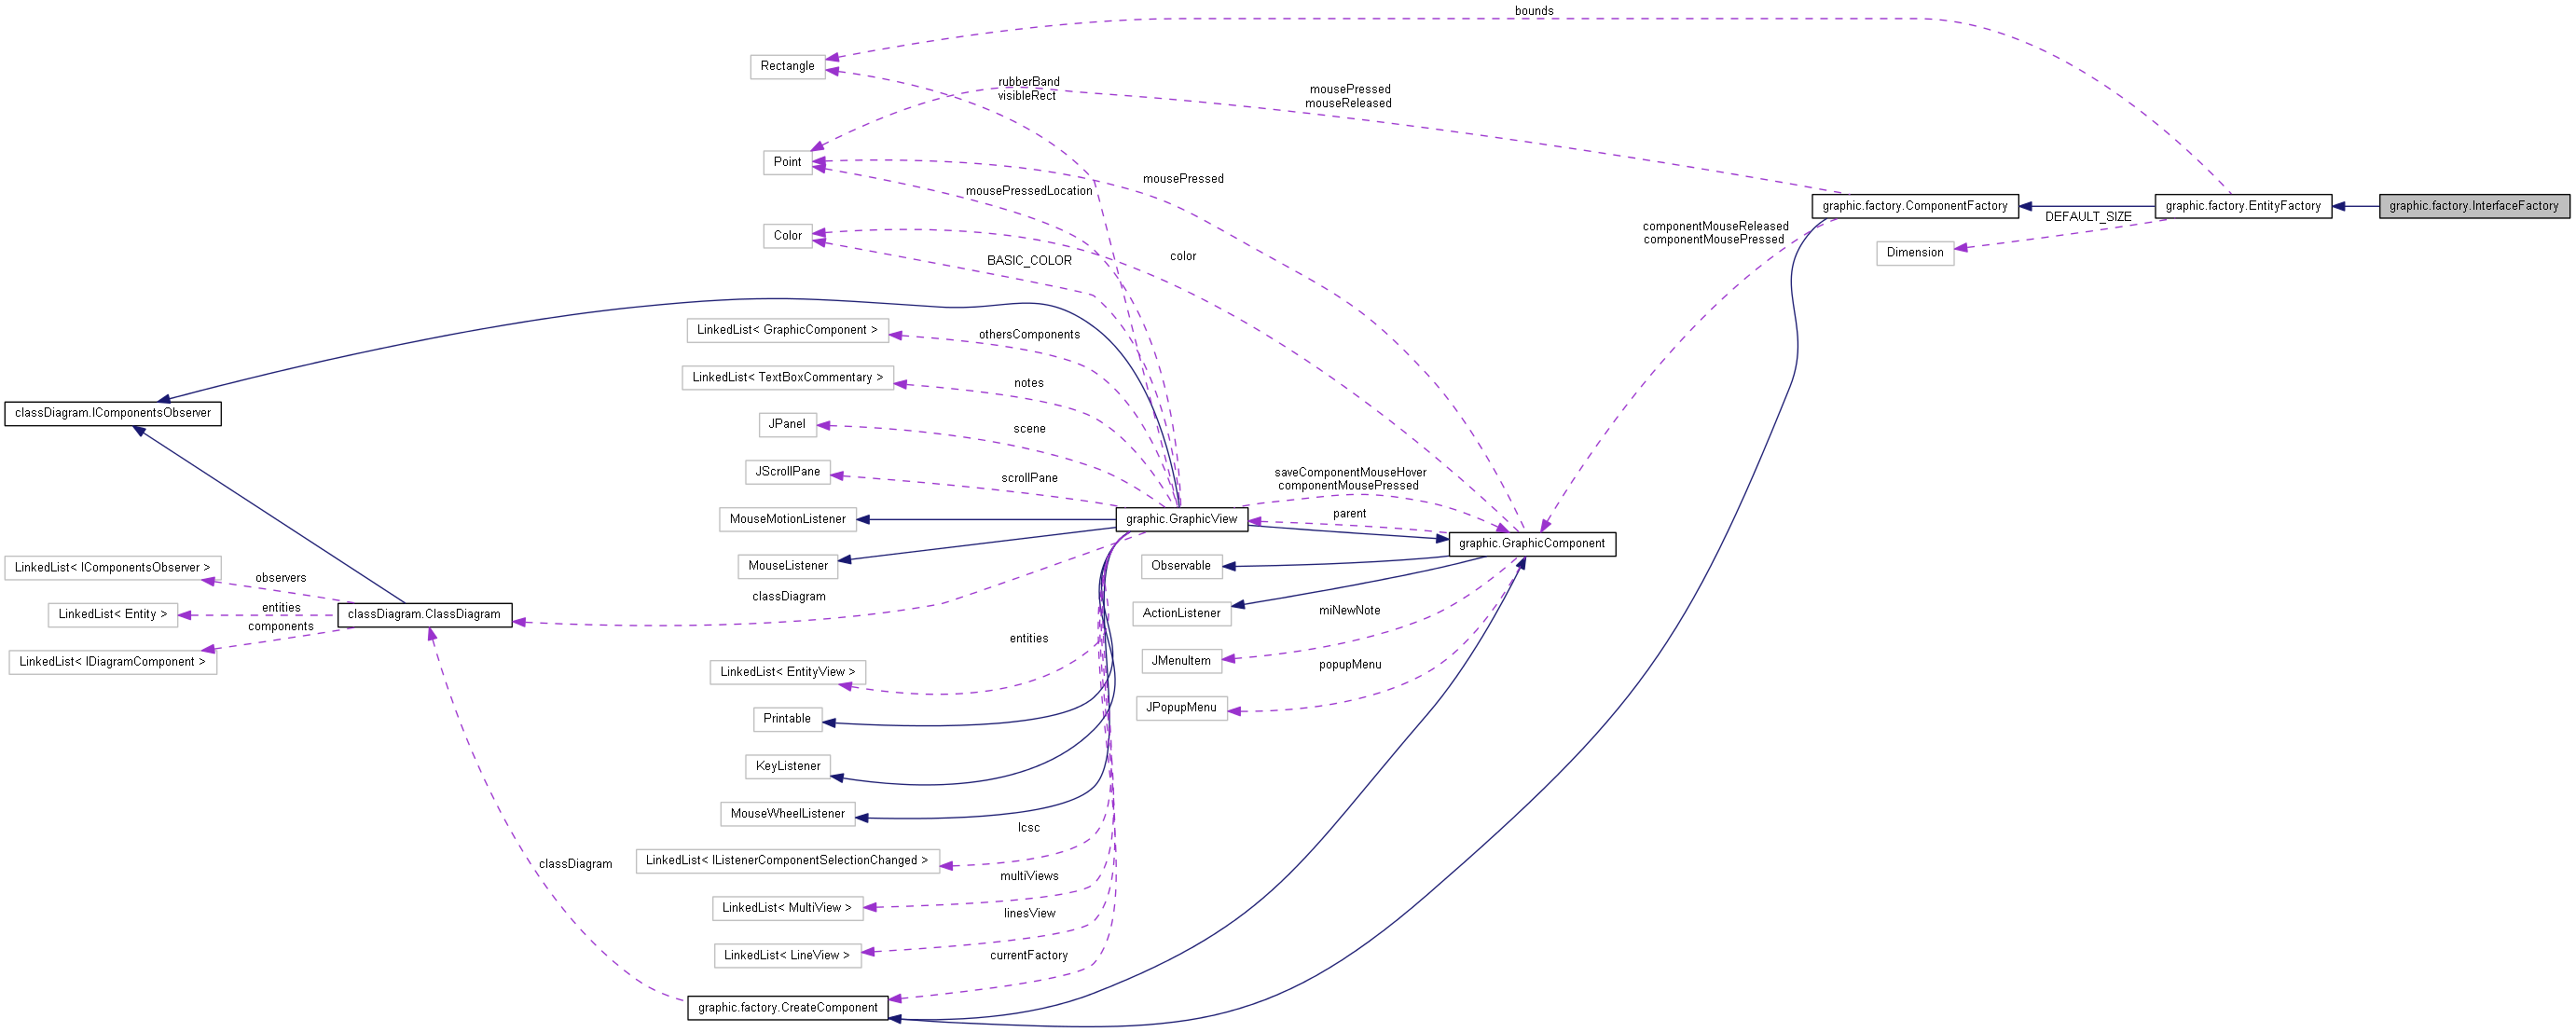 bounds
Rectangle
rubberBand
visibleRect
mousePressed
mouseReleased
Point
mousePressed
mousePressedLocation
graphic.factory.ComponentFactory
graphic.factory.EntityFactory
graphic.factory.InterfaceFactory
DEFAULT_SIZE
componentMouseReleased
componentMousePressed
Color
Dimension
BASIC_COLOR
color
LinkedList< GraphicComponent >
othersComponents
LinkedList< TextBoxCommentary >
notes
classDiagram.IComponentsObserver
JPanel
scene
JScrollPane
scrollPane
saveComponentMouseHover
componentMousePressed
MouseMotionListener
graphic.GraphicView
parent
graphic.GraphicComponent
MouseListener
Observable
LinkedList< IComponentsObserver >
observers
classDiagram
LinkedList< Entity >
entities
classDiagram.ClassDiagram
ActionListener
miNewNote
components
LinkedList< IDiagramComponent >
entities
JMenuItem
popupMenu
LinkedList< EntityView >
JPopupMenu
Printable
KeyListener
MouseWheelListener
lcsc
LinkedList< IListenerComponentSelectionChanged >
classDiagram
multiViews
LinkedList< MultiView >
linesView
LinkedList< LineView >
currentFactory
graphic.factory.CreateComponent